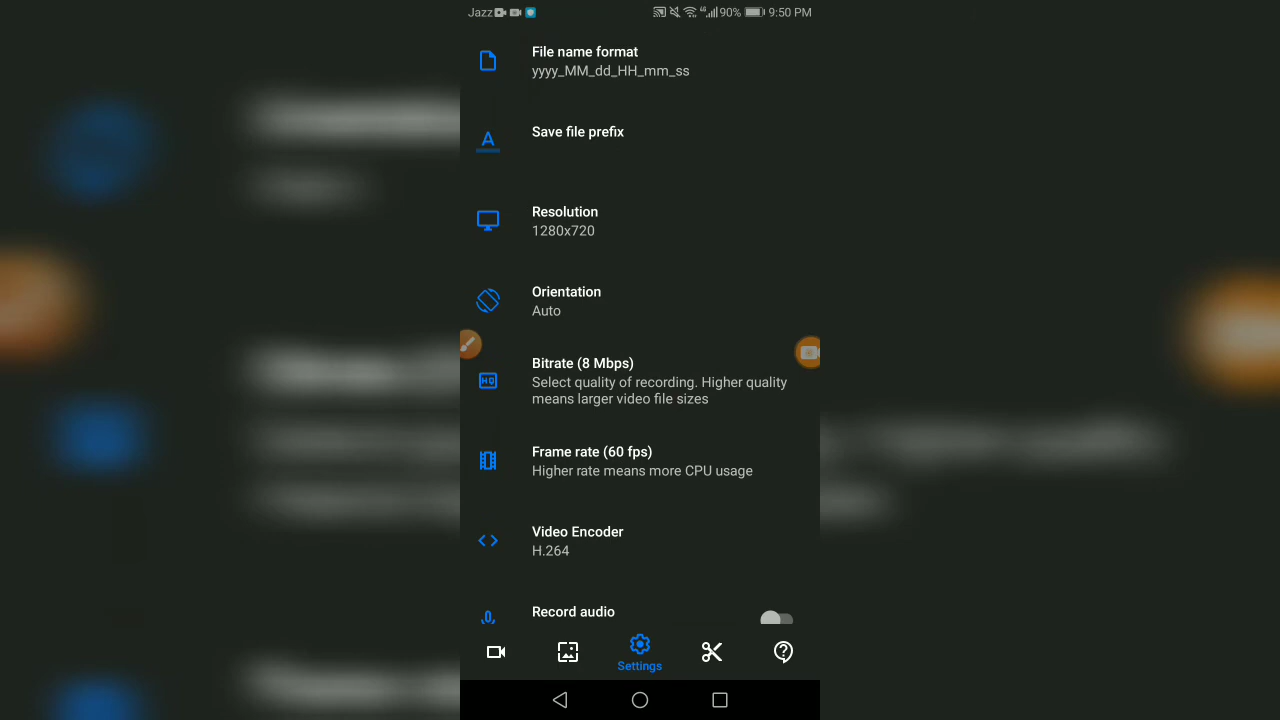 Jazz 4G 90% 9:50 PM
File name format
yyyy_MM_dd_HH_mm_ss
Save file prefix
A
Resolution
1280x720
Orientation
Auto
Bitrate (8 Mbps)
HQ
Select quality of recording. Higher quality
means larger video file sizes
Frame rate (60 fps)
Higher rate means more CPU usage
Video Encoder
H.264
Record audio
Settings